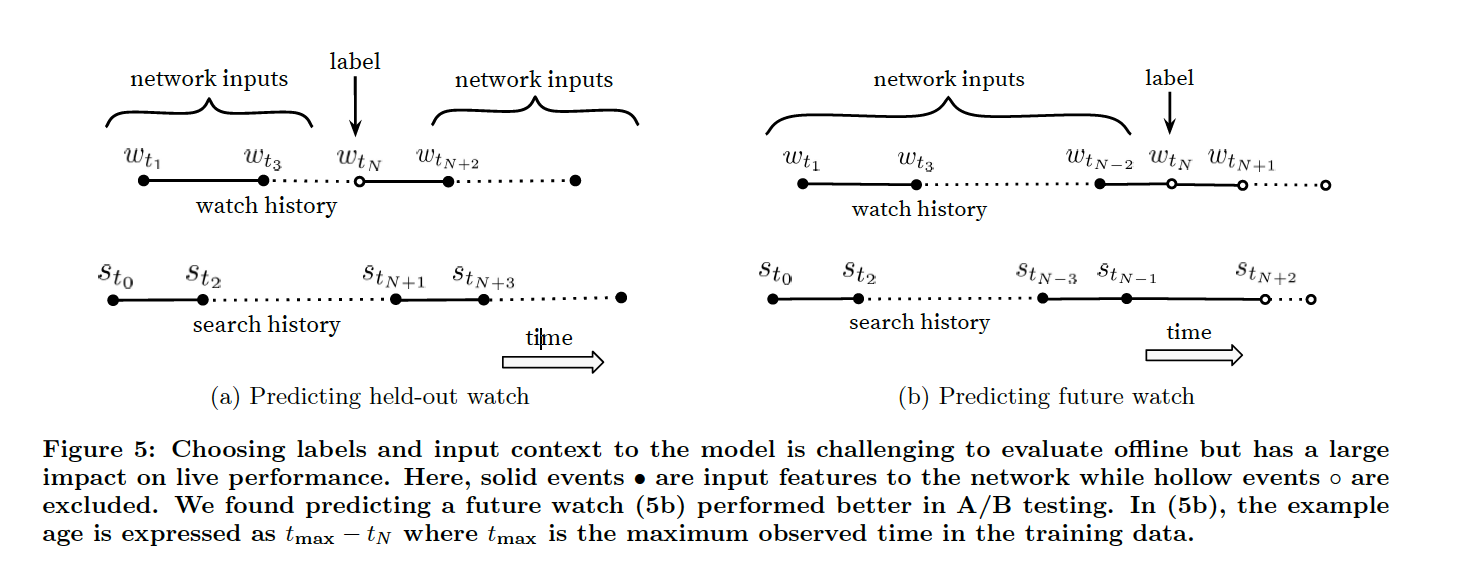 network inputs
label
network inputs
w_{t_1} w_{t_3} w_{t_N} w_{t_{N+2}}
watch history
s_{t_0} s_{t_2} s_{t_{N+1}} s_{t_{N+3}}
search history
time
(a) Predicting held-out watch
network inputs
label
w_{t_1} w_{t_3} w_{t_{N-2}} w_{t_N} w_{t_{N+1}}
watch history
s_{t_0} s_{t_2} s_{t_{N-3}} s_{t_{N-1}} s_{t_{N+2}}
search history
time
(b) Predicting future watch
Figure 5: Choosing labels and input context to the model is challenging to evaluate offline but has a large
impact on live performance. Here, solid events • are input features to the network while hollow events ◦ are
excluded. We found predicting a future watch (5b) performed better in A/B testing. In (5b), the example
age is expressed as t_{max} − t_N where t_{max} is the maximum observed time in the training data.